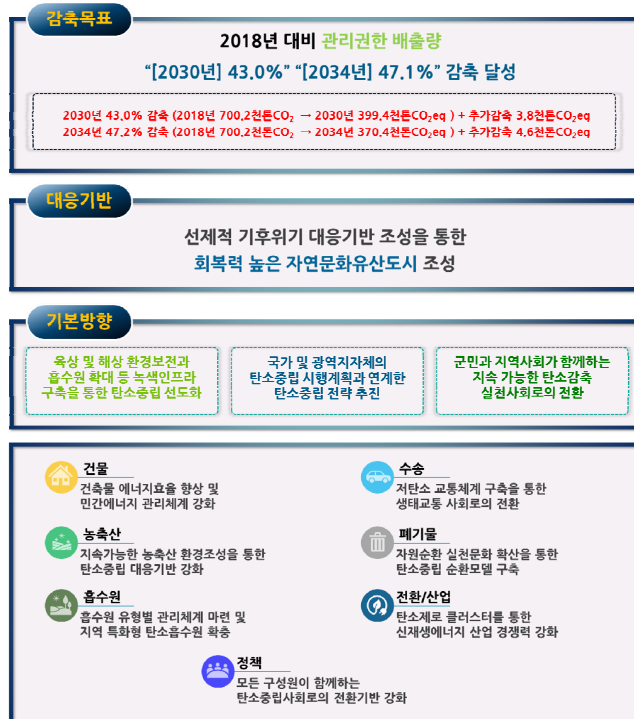 감축목표
2018년 대비 관리권한 배출량
“[2030년] 43.0%” “[2034년] 47.1%” 감축 달성
2030년 43.0% 감축 (2018년 700.2천톤CO₂ → 2030년 399.4천톤CO₂eq ) + 추가감축 3.8천톤CO₂eq
2034년 47.2% 감축 (2018년 700.2천톤CO₂ → 2034년 370.4천톤CO₂eq ) + 추가감축 4.6천톤CO₂eq
대응기반
선제적 기후위기 대응기반 조성을 통한
회복력 높은 자연문화유산도시 조성
기본방향
육상 및 해상 환경보전과
흡수원 확대 등 녹색인프라
구축을 통한 탄소중립 선도화
국가 및 광역지자체의
탄소중립 시행계획과 연계한
탄소중립 전략 추진
군민과 지역사회가 함께하는
지속 가능한 탄소감축
실천사회로의 전환
건물
건축물 에너지효율 향상 및
민간에너지 관리체계 강화
수송
저탄소 교통체계 구축을 통한
생태교통 사회로의 전환
농축산
지속가능한 농축산 환경조성을 통한
탄소중립 대응기반 강화
폐기물
자원순환 실천문화 확산을 통한
탄소중립 순환모델 구축
흡수원
흡수원 유형별 관리체계 마련 및
지역 특화형 탄소흡수원 확충
전환/산업
탄소제로 클러스터를 통한
신재생에너지 산업 경쟁력 강화
정책
모든 구성원이 함께하는
탄소중립사회로의 전환기반 강화